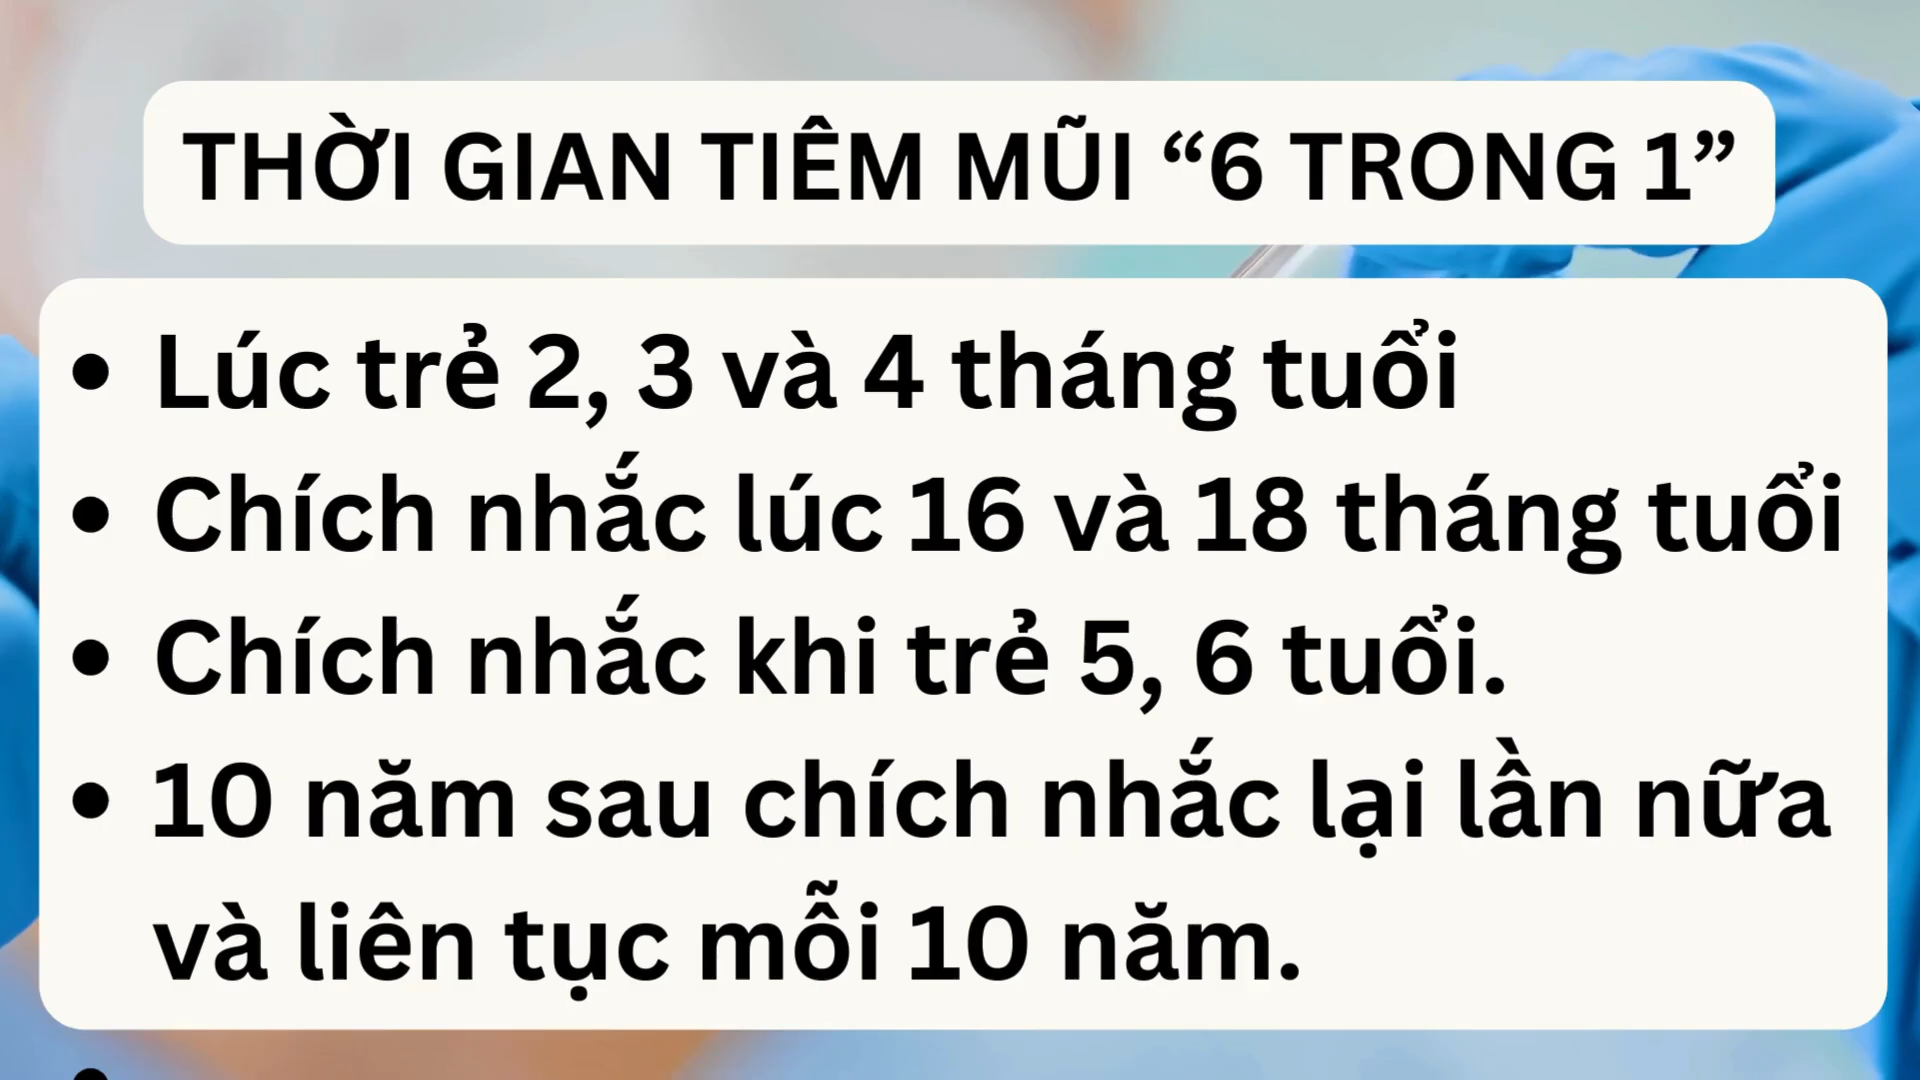 THỜI GIAN TIÊM MŨI “6 TRONG 1”
• Lúc trẻ 2, 3 và 4 tháng tuổi
• Chích nhắc lúc 16 và 18 tháng tuổi
• Chích nhắc khi trẻ 5, 6 tuổi.
• 10 năm sau chích nhắc lại lần nữa
và liên tục mỗi 10 năm.